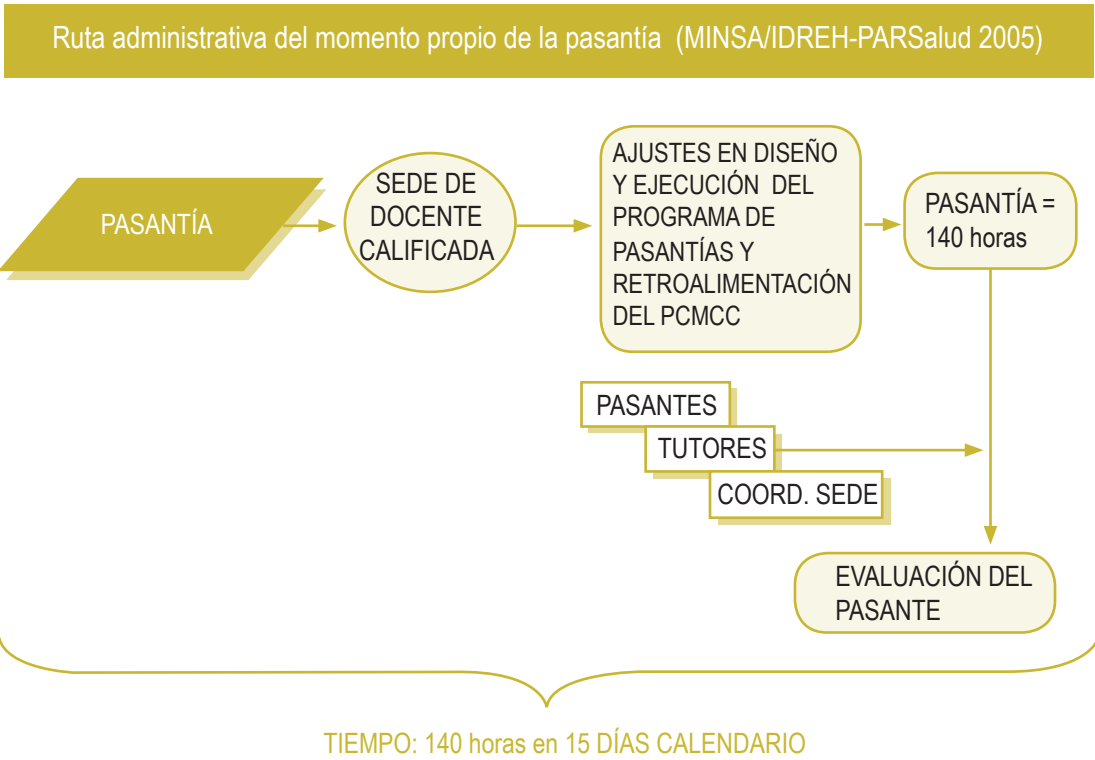 Ruta administrativa del momento propio de la pasantía (MINSA/IDREH-PARSalud 2005)
PASANTÍA
SEDE DE
DOCENTE
CALIFICADA
AJUSTES EN DISEÑO
Y EJECUCIÓN DEL
PROGRAMA DE
PASANTÍAS Y
RETROALIMENTACIÓN
DEL PCMCC
PASANTÍA =
140 horas
PASANTES
TUTORES
COORD. SEDE
EVALUACIÓN DEL
PASANTE
TIEMPO: 140 horas en 15 DÍAS CALENDARIO